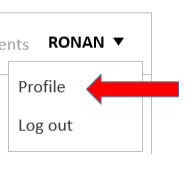 ents RONAN ▼
Profile
Log out